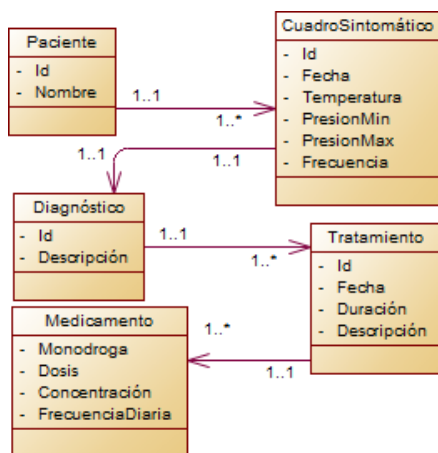 Paciente
- Id
- Nombre
1..1
1..*
CuadroSintomático
- Id
- Fecha
- Temperatura
- PresionMin
- PresionMax
- Frecuencia
1..1
1..1
Diagnóstico
- Id
- Descripción
1..1
1..*
Tratamiento
- Id
- Fecha
- Duración
- Descripción
Medicamento
- Monodroga
- Dosis
- Concentración
- FrecuenciaDiaria
1..*
1..1